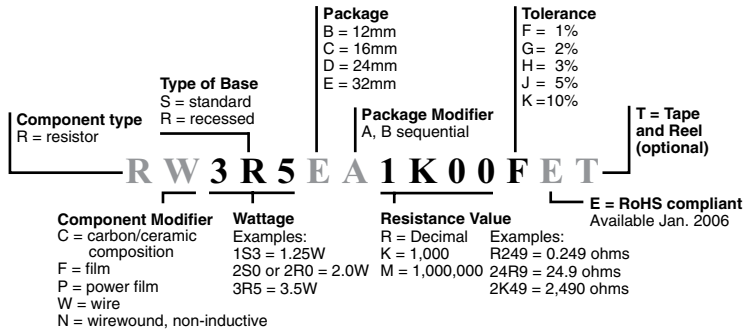 Package
B = 12mm
C = 16mm
D = 24mm
E = 32mm
Tolerance
F = 1%
G= 2%
H = 3%
J = 5%
K =10%
Type of Base
S = standard
R = recessed
Component type
R = resistor
Package Modifier
A, B sequential
T = Tape
and Reel
(optional)
R W 3 R 5 E A 1 K 0 0 F E T
E = RoHS compliant
Available Jan. 2006
Component Modifier
C = carbon/ceramic
composition
F = film
P = power film
W = wire
N = wirewound, non-inductive
Wattage
Examples:
1S3 = 1.25W
2S0 or 2R0 = 2.0W
3R5 = 3.5W
Resistance Value
R = Decimal
K = 1,000
M = 1,000,000
Examples:
R249 = 0.249 ohms
24R9 = 24.9 ohms
2K49 = 2,490 ohms